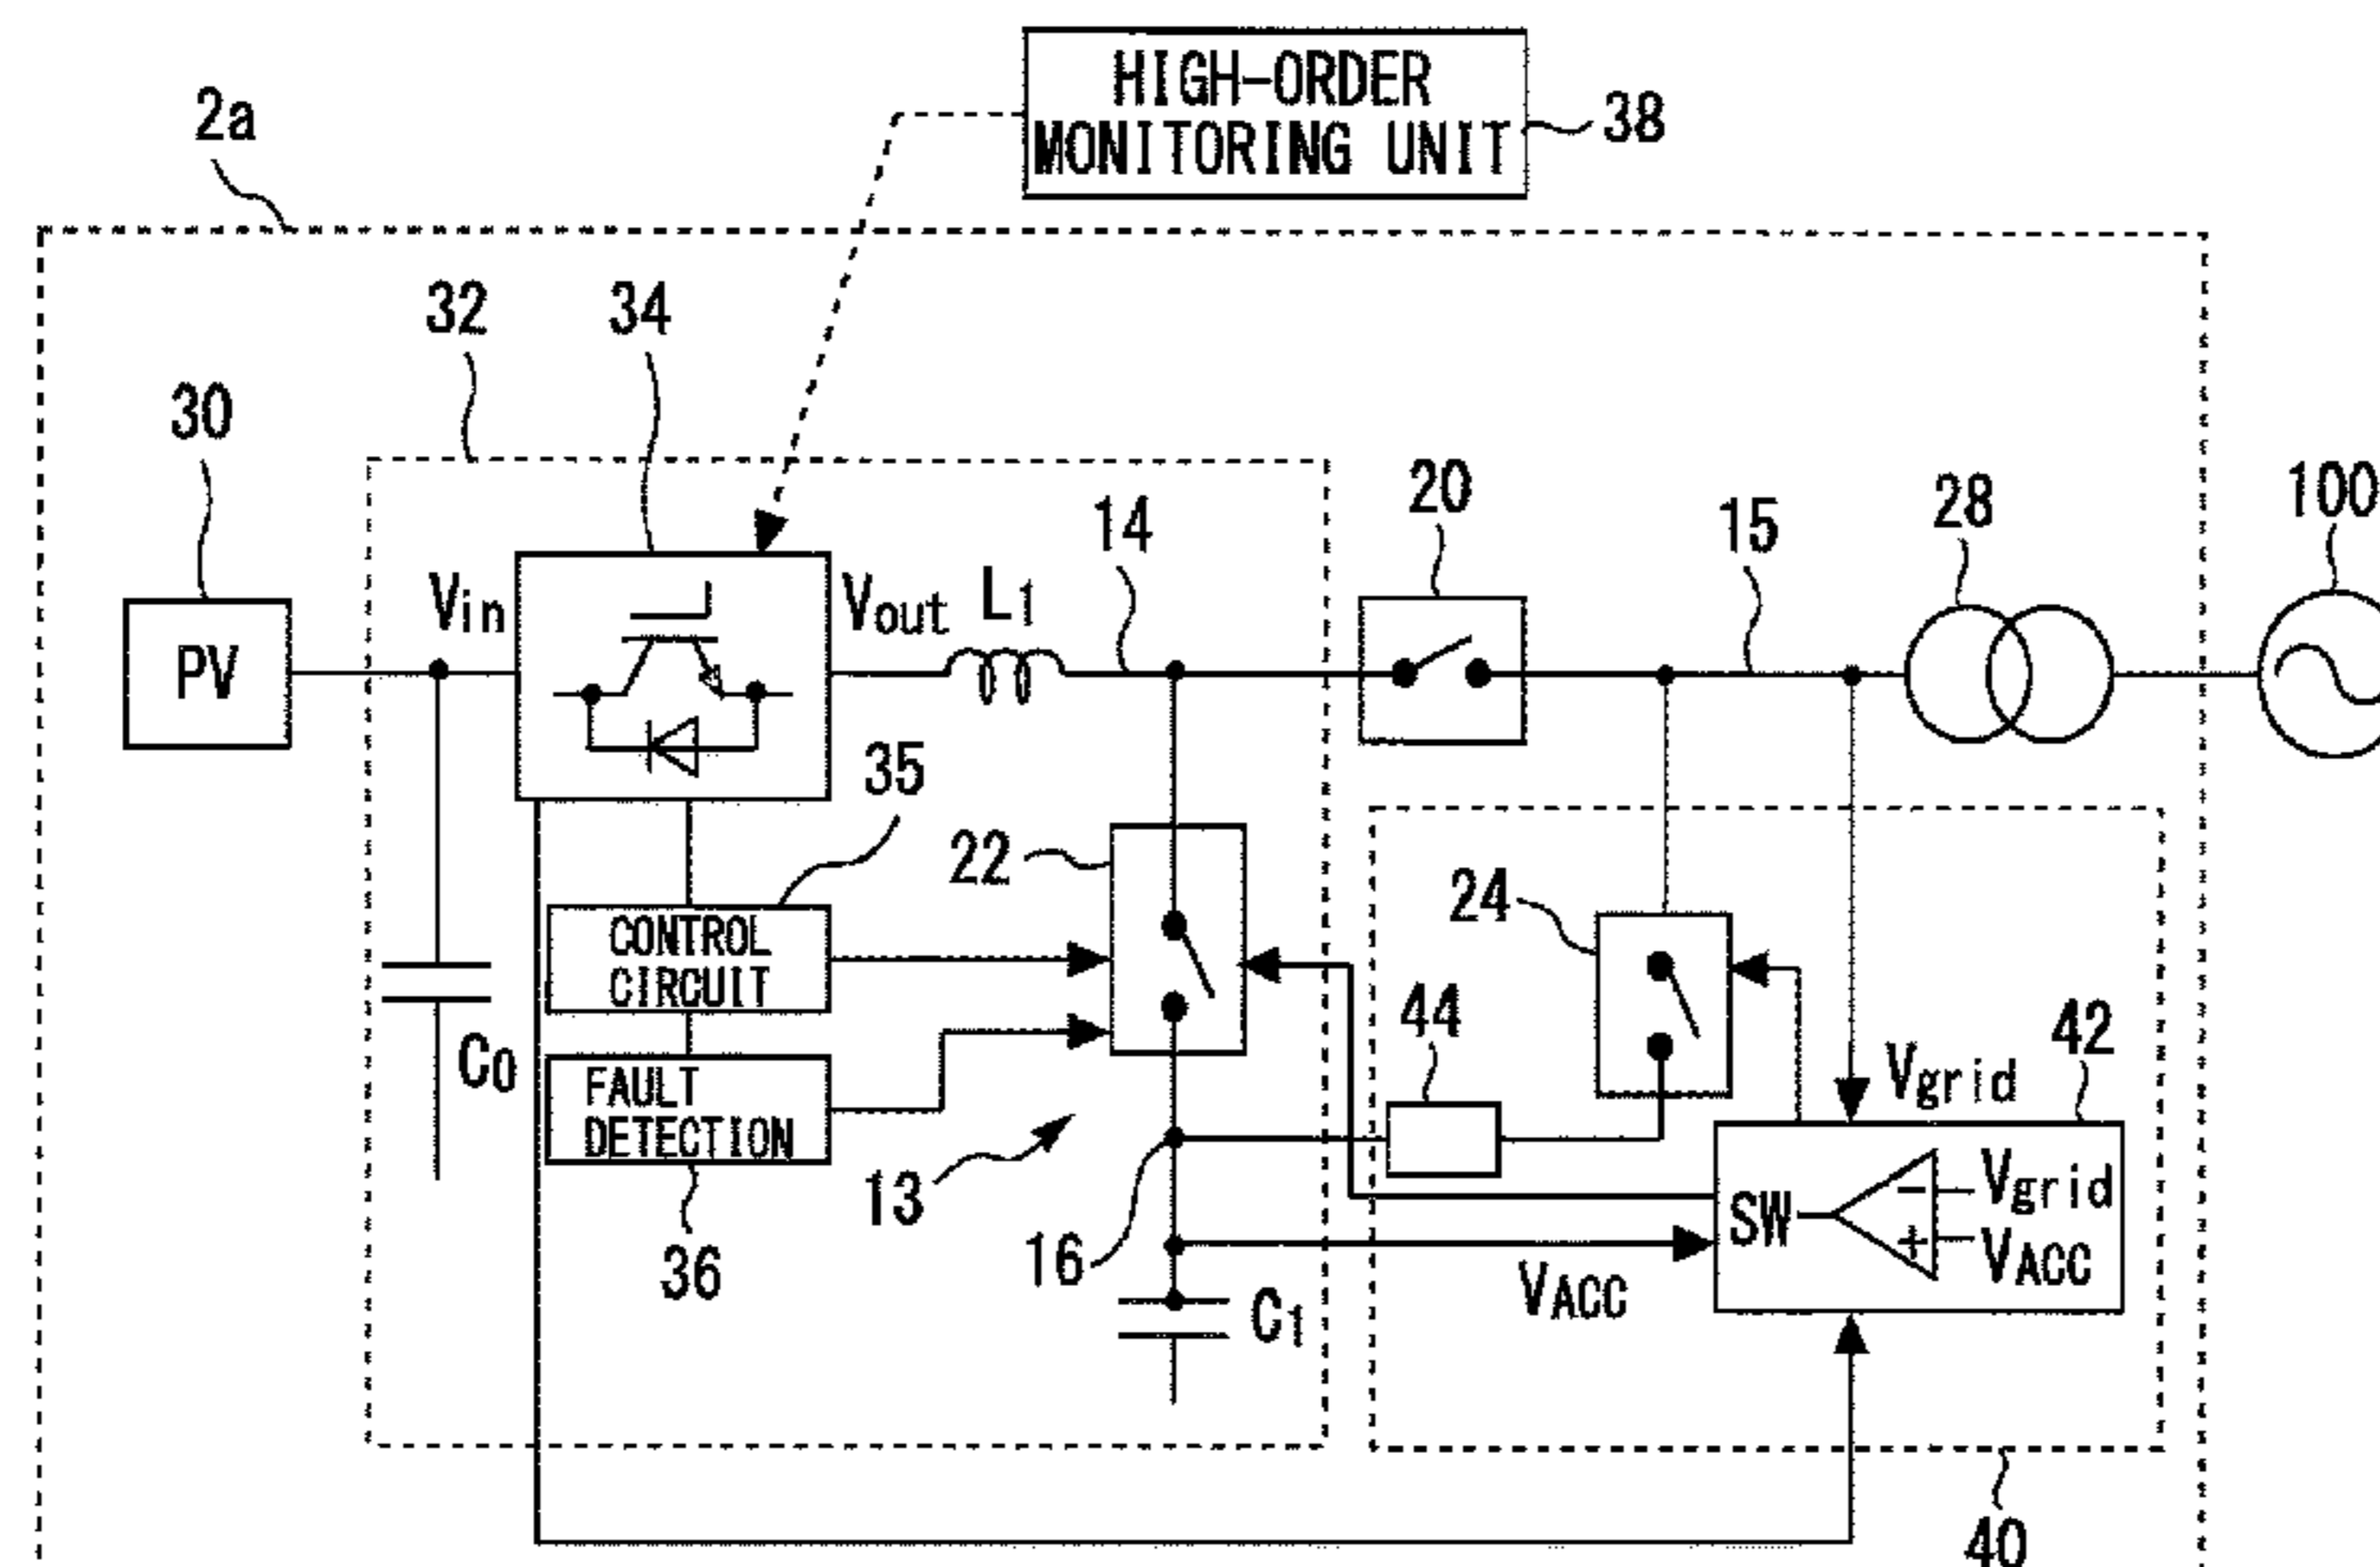 HIGH-ORDER
MONITORING UNIT
38
2a
32
34
30
20
15
28
100
14
Vin
Vout
L1
PV
35
22
24
CONTROL
CIRCUIT
44
42
C0
Vgrid
FAULT
DETECTION
13
SW
−
Vgrid
+
VACC
36
16
VACC
C1
40